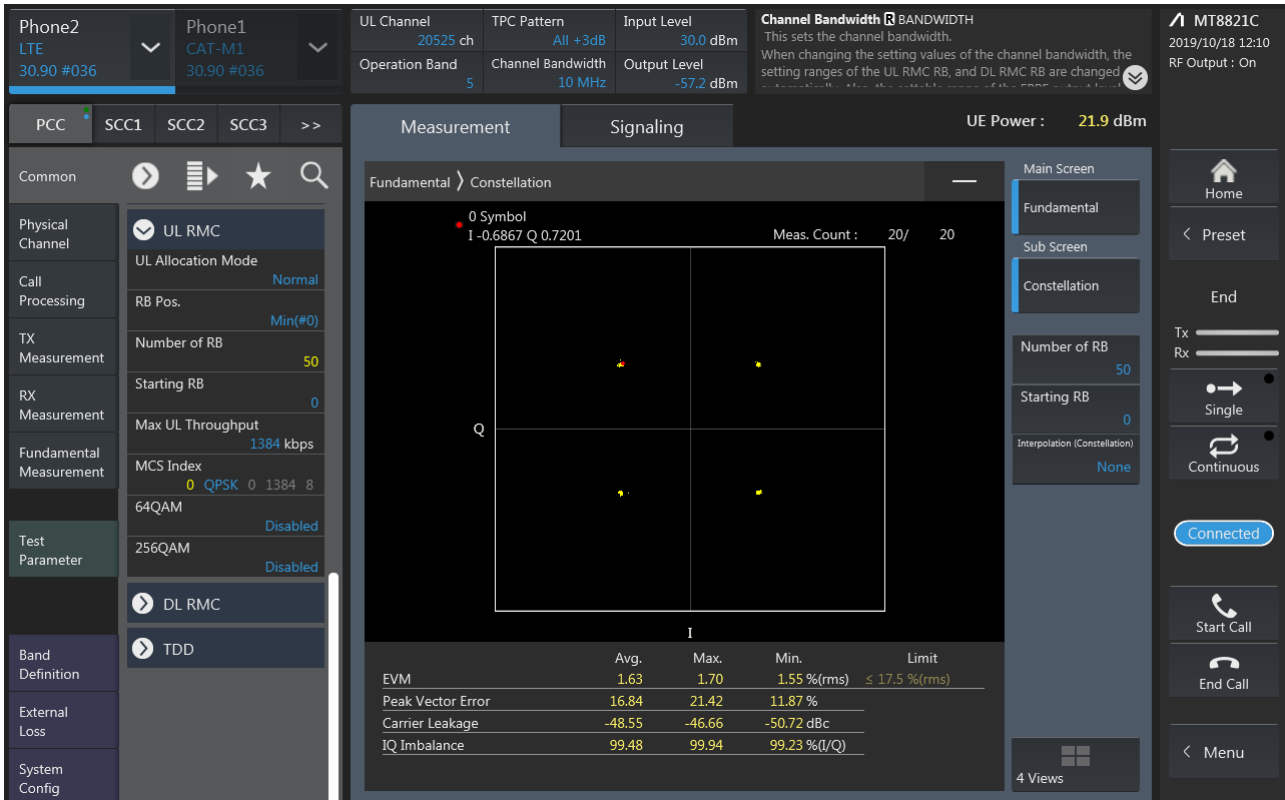 Phone2
LTE
30.90 #036
Phone1
CAT-M1
30.90 #036
UL Channel
20525 ch
TPC Pattern
All +3dB
Input Level
30.0 dBm
Operation Band
5
Channel Bandwidth
10 MHz
Output Level
-57.2 dBm
Channel Bandwidth R BANDWIDTH
This sets the channel bandwidth.
When changing the setting values of the channel bandwidth, the
setting ranges of the UL RMC RB, and DL RMC RB are changed
MT8821C
2019/10/18 12:10
RF Output : On
PCC SCC1 SCC2 SCC3 >>
Measurement
Signaling
UE Power : 21.9 dBm
Common
Physical
Channel
Call
Processing
TX
Measurement
RX
Measurement
Fundamental
Measurement
Test
Parameter
Band
Definition
External
Loss
System
Config
UL RMC
UL Allocation Mode
Normal
RB Pos.
Min(#0)
Number of RB
50
Starting RB
0
Max UL Throughput
1384 kbps
MCS Index
0 QPSK 0 1384 8
64QAM
Disabled
256QAM
Disabled
DL RMC
TDD
Fundamental 〉 Constellation
0 Symbol
I -0.6867 Q 0.7201
Meas. Count : 20/ 20
Q
I
Avg. Max. Min. Limit
EVM 1.63 1.70 1.55 %(rms) ≤ 17.5 %(rms)
Peak Vector Error 16.84 21.42 11.87 %
Carrier Leakage -48.55 -46.66 -50.72 dBc
IQ Imbalance 99.48 99.94 99.23 %(I/Q)
Main Screen
Fundamental
Sub Screen
Constellation
Number of RB
50
Starting RB
0
Interpolation (Constellation)
None
4 Views
Home
< Preset
End
Tx
Rx
Single
Continuous
Connected
Start Call
End Call
< Menu